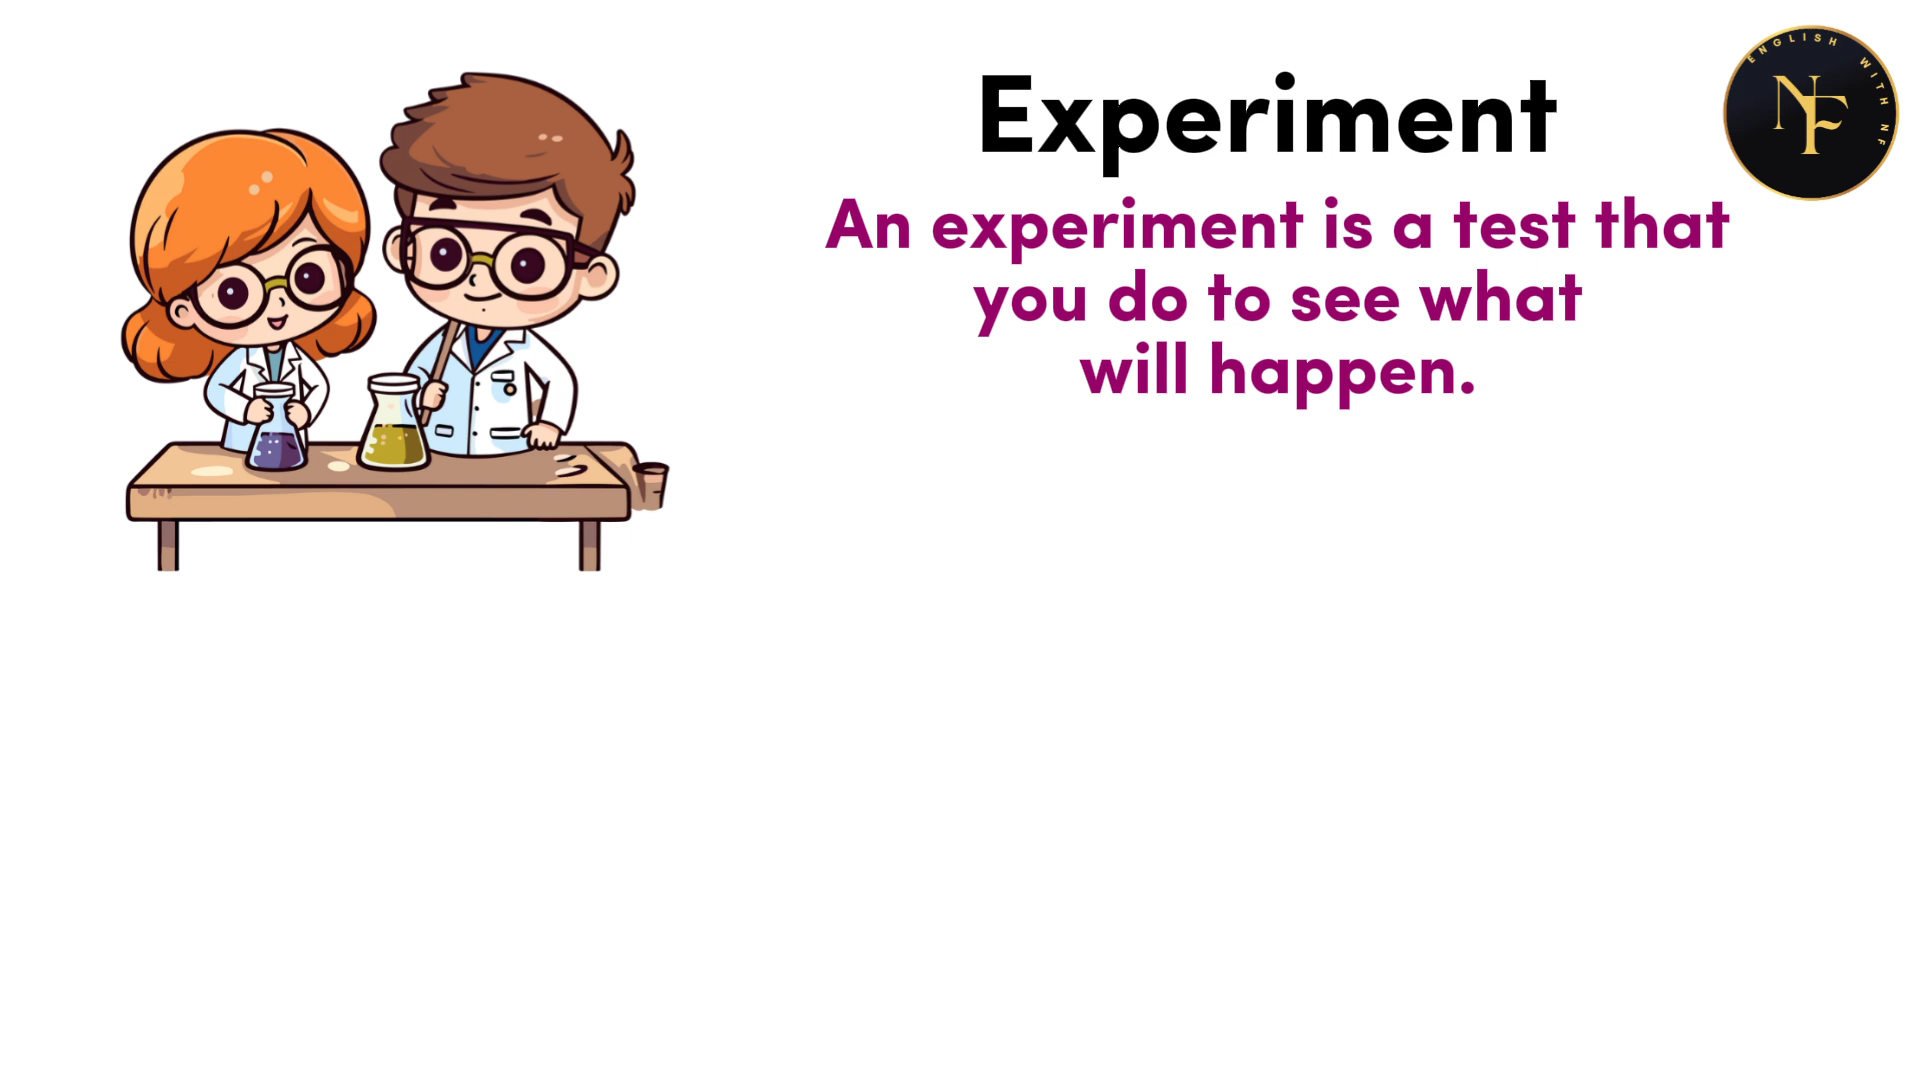 Experiment
An experiment is a test that
you do to see what
will happen.
ENGLISH WITH NF
NF